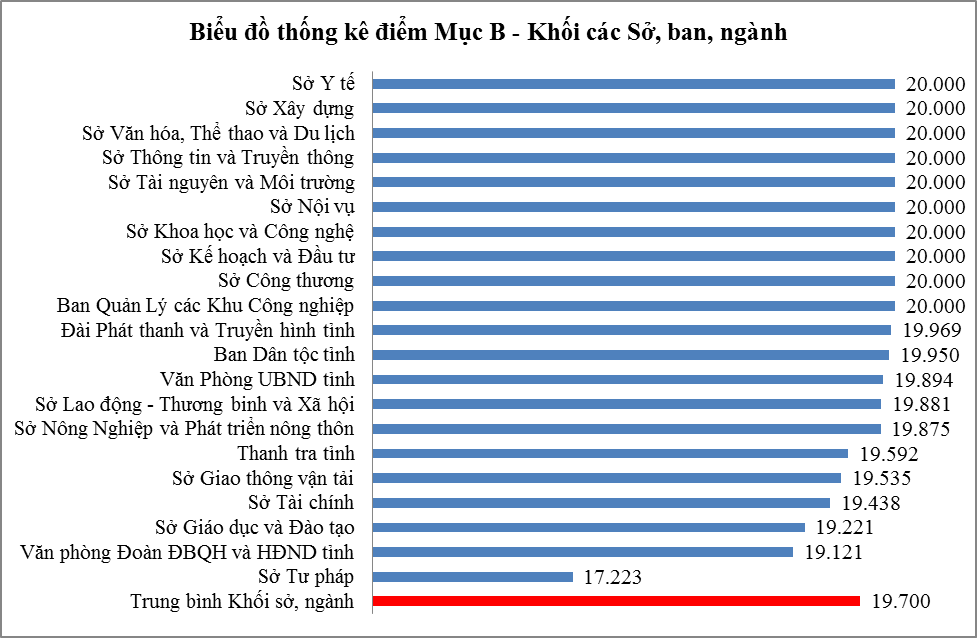 Biểu đồ thống kê điểm Mục B - Khối các Sở, ban, ngành
Sở Y tế 20.000
Sở Xây dựng 20.000
Sở Văn hóa, Thể thao và Du lịch 20.000
Sở Thông tin và Truyền thông 20.000
Sở Tài nguyên và Môi trường 20.000
Sở Nội vụ 20.000
Sở Khoa học và Công nghệ 20.000
Sở Kế hoạch và Đầu tư 20.000
Sở Công thương 20.000
Ban Quản Lý các Khu Công nghiệp 20.000
Đài Phát thanh và Truyền hình tỉnh 19.969
Ban Dân tộc tỉnh 19.950
Văn Phòng UBND tỉnh 19.894
Sở Lao động - Thương binh và Xã hội 19.881
Sở Nông Nghiệp và Phát triển nông thôn 19.875
Thanh tra tỉnh 19.592
Sở Giao thông vận tải 19.535
Sở Tài chính 19.438
Sở Giáo dục và Đào tạo 19.221
Văn phòng Đoàn ĐBQH và HĐND tỉnh 19.121
Sở Tư pháp 17.223
Trung bình Khối sở, ngành 19.700